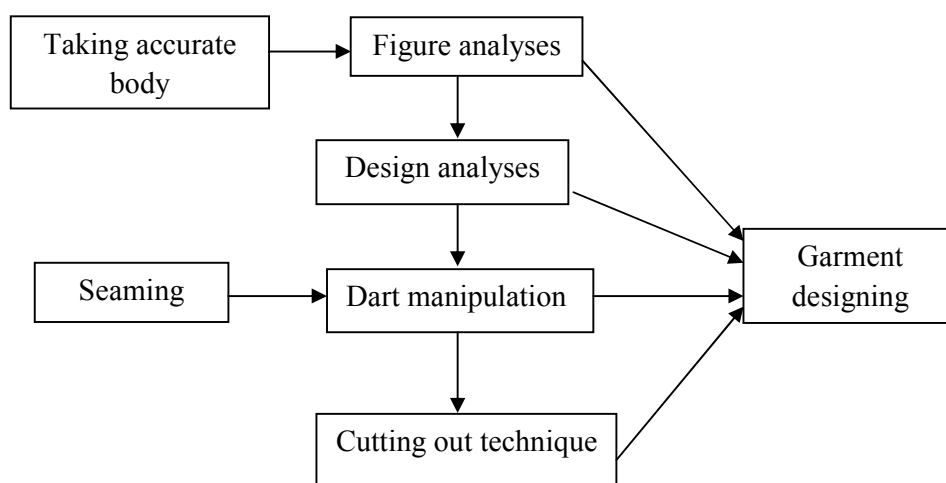 Taking accurate
body
Figure analyses
Design analyses
Garment
designing
Seaming
Dart manipulation
Cutting out technique